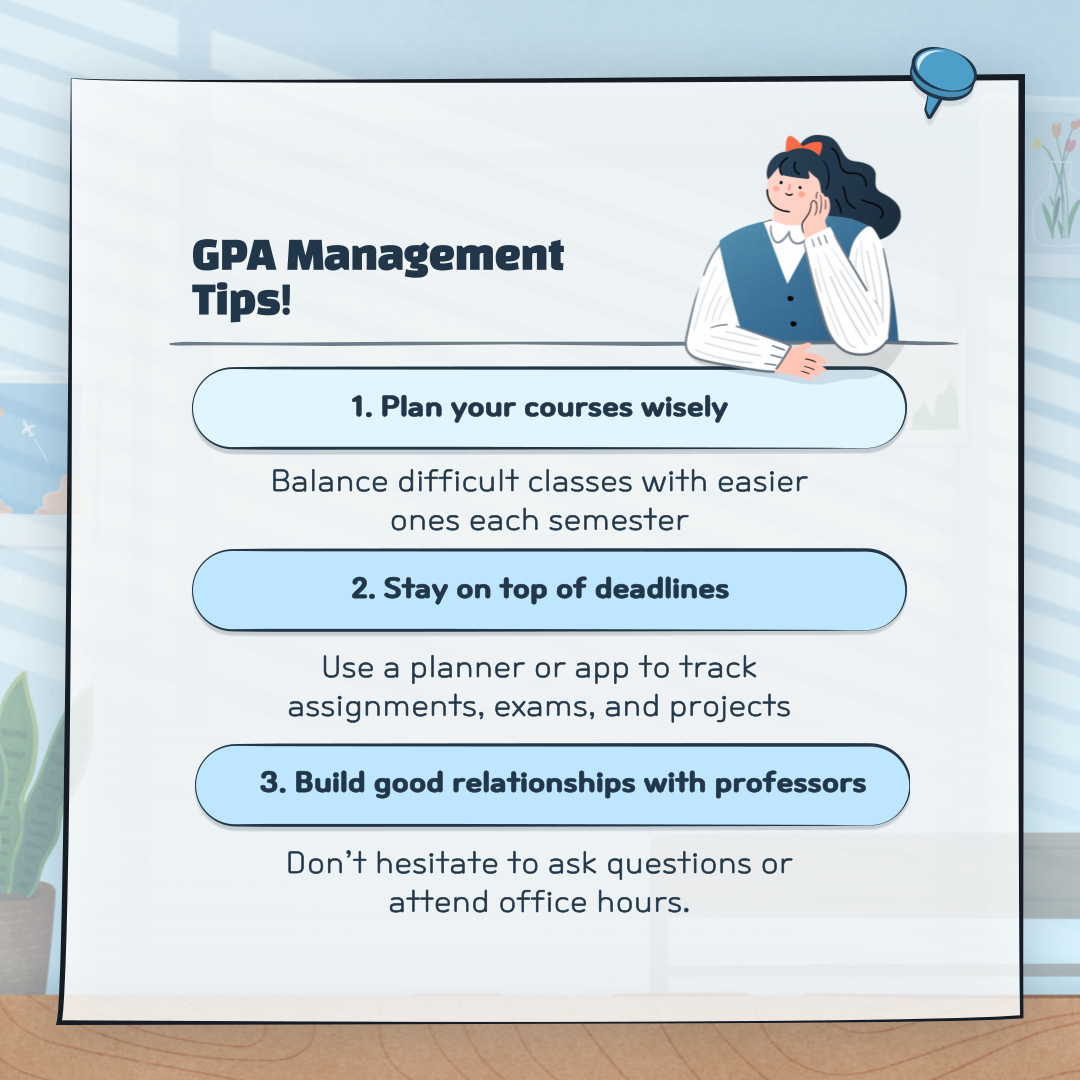 GPA Management
Tips!
1. Plan your courses wisely
Balance difficult classes with easier
ones each semester
2. Stay on top of deadlines
Use a planner or app to track
assignments, exams, and projects
3. Build good relationships with professors
Don’t hesitate to ask questions or
attend office hours.